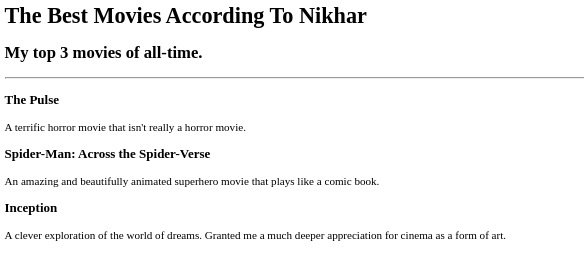 The Best Movies According To Nikhar
My top 3 movies of all-time.
The Pulse
A terrific horror movie that isn't really a horror movie.
Spider-Man: Across the Spider-Verse
An amazing and beautifully animated superhero movie that plays like a comic book.
Inception
A clever exploration of the world of dreams. Granted me a much deeper appreciation for cinema as a form of art.